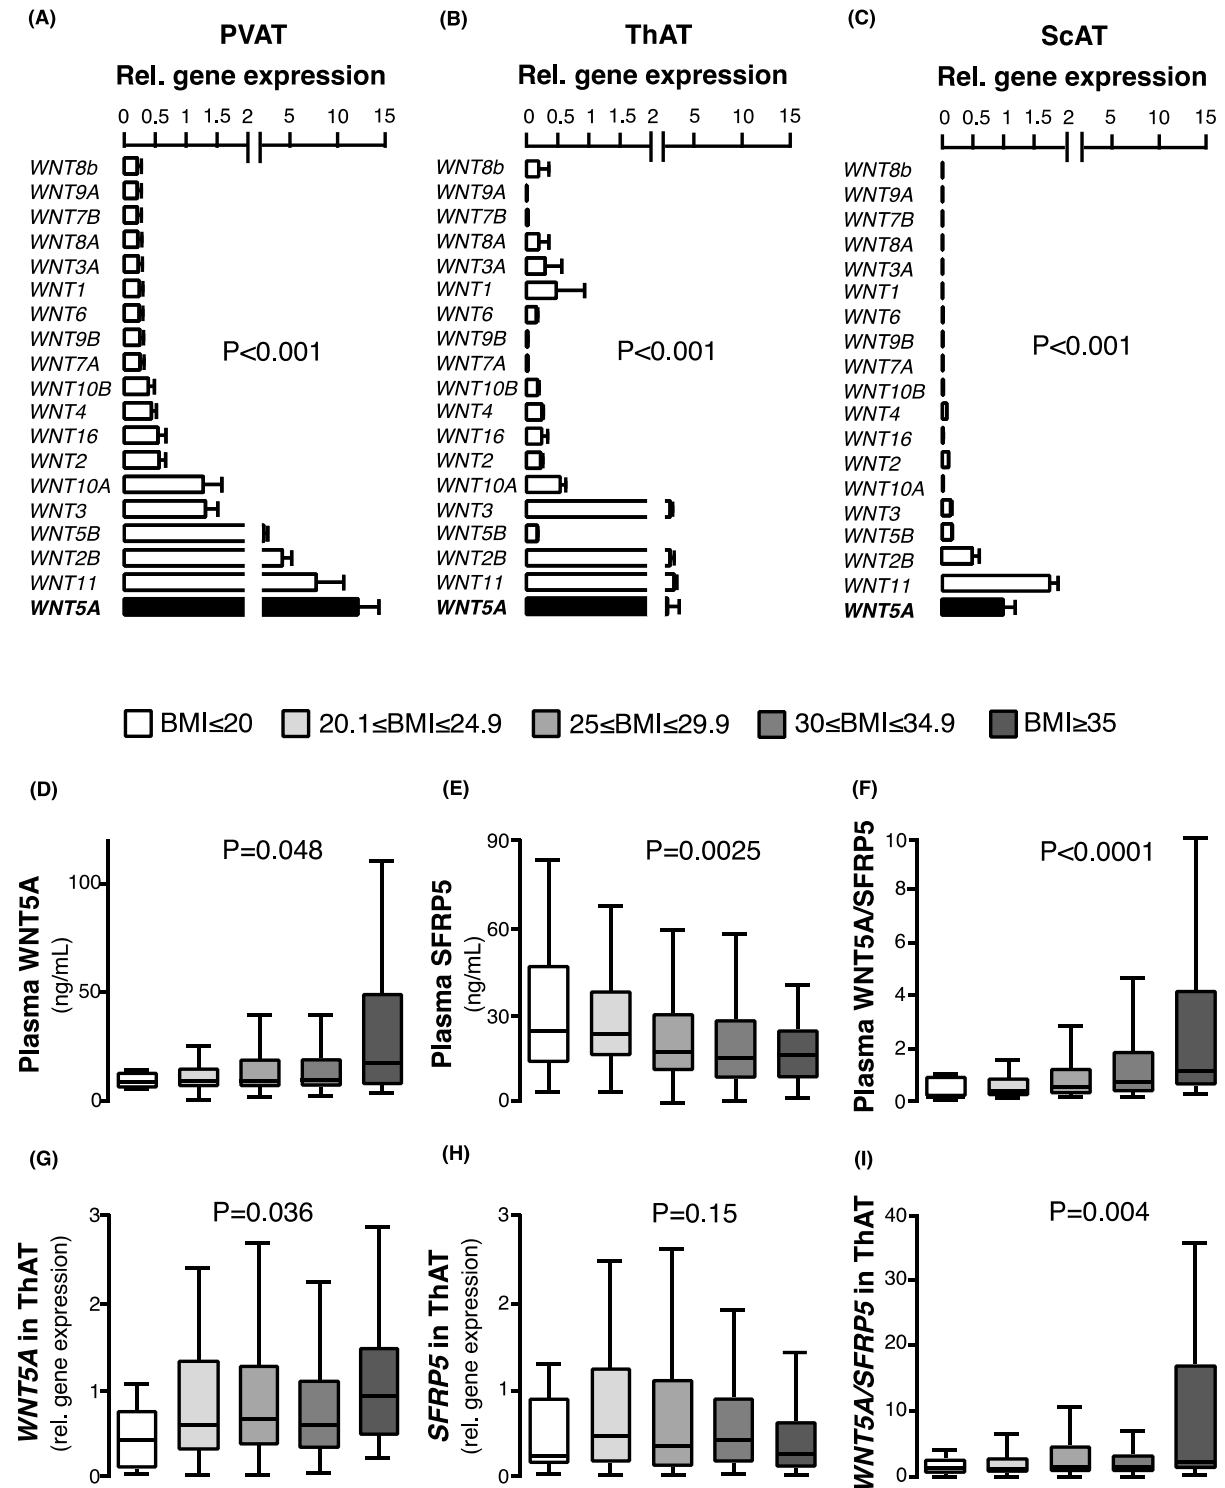 (A)
PVAT
Rel. gene expression
0 0.5 1 1.5 2 5 10 15
WNT8b
WNT9A
WNT7B
WNT8A
WNT3A
WNT1
WNT6
WNT9B
WNT7A
WNT10B
WNT4
WNT16
WNT2
WNT10A
WNT3
WNT5B
WNT2B
WNT11
WNT5A
P<0.001
(B)
ThAT
Rel. gene expression
0 0.5 1 1.5 2 5 10 15
WNT8b
WNT9A
WNT7B
WNT8A
WNT3A
WNT1
WNT6
WNT9B
WNT7A
WNT10B
WNT4
WNT16
WNT2
WNT10A
WNT3
WNT5B
WNT2B
WNT11
WNT5A
P<0.001
(C)
ScAT
Rel. gene expression
0 0.5 1 1.5 2 5 10 15
WNT8b
WNT9A
WNT7B
WNT8A
WNT3A
WNT1
WNT6
WNT9B
WNT7A
WNT10B
WNT4
WNT16
WNT2
WNT10A
WNT3
WNT5B
WNT2B
WNT11
WNT5A
P<0.001
BMI≤20 20.1≤BMI≤24.9 25≤BMI≤29.9 30≤BMI≤34.9 BMI≥35
(D)
Plasma WNT5A
(ng/mL)
100
50
0
P=0.048
(E)
Plasma SFRP5
(ng/mL)
90
60
30
0
P=0.0025
(F)
Plasma WNT5A/SFRP5
10
8
6
4
2
0
P<0.0001
(G)
WNT5A in ThAT
(rel. gene expression)
3
2
1
0
P=0.036
(H)
SFRP5 in ThAT
(rel. gene expression)
3
2
1
0
P=0.15
(I)
WNT5A/SFRP5 in ThAT
40
30
20
10
0
P=0.004